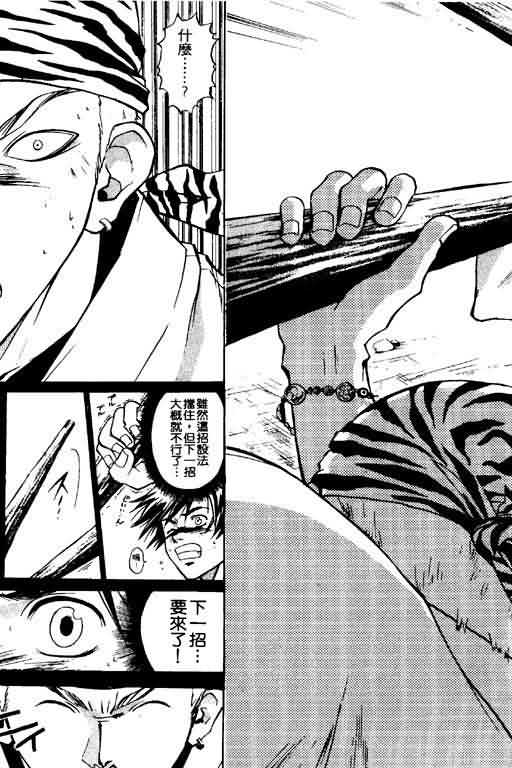 什麼……？
雖然這招設法
擋住，但下一招
大概就不行了…
下一招…
要來了！